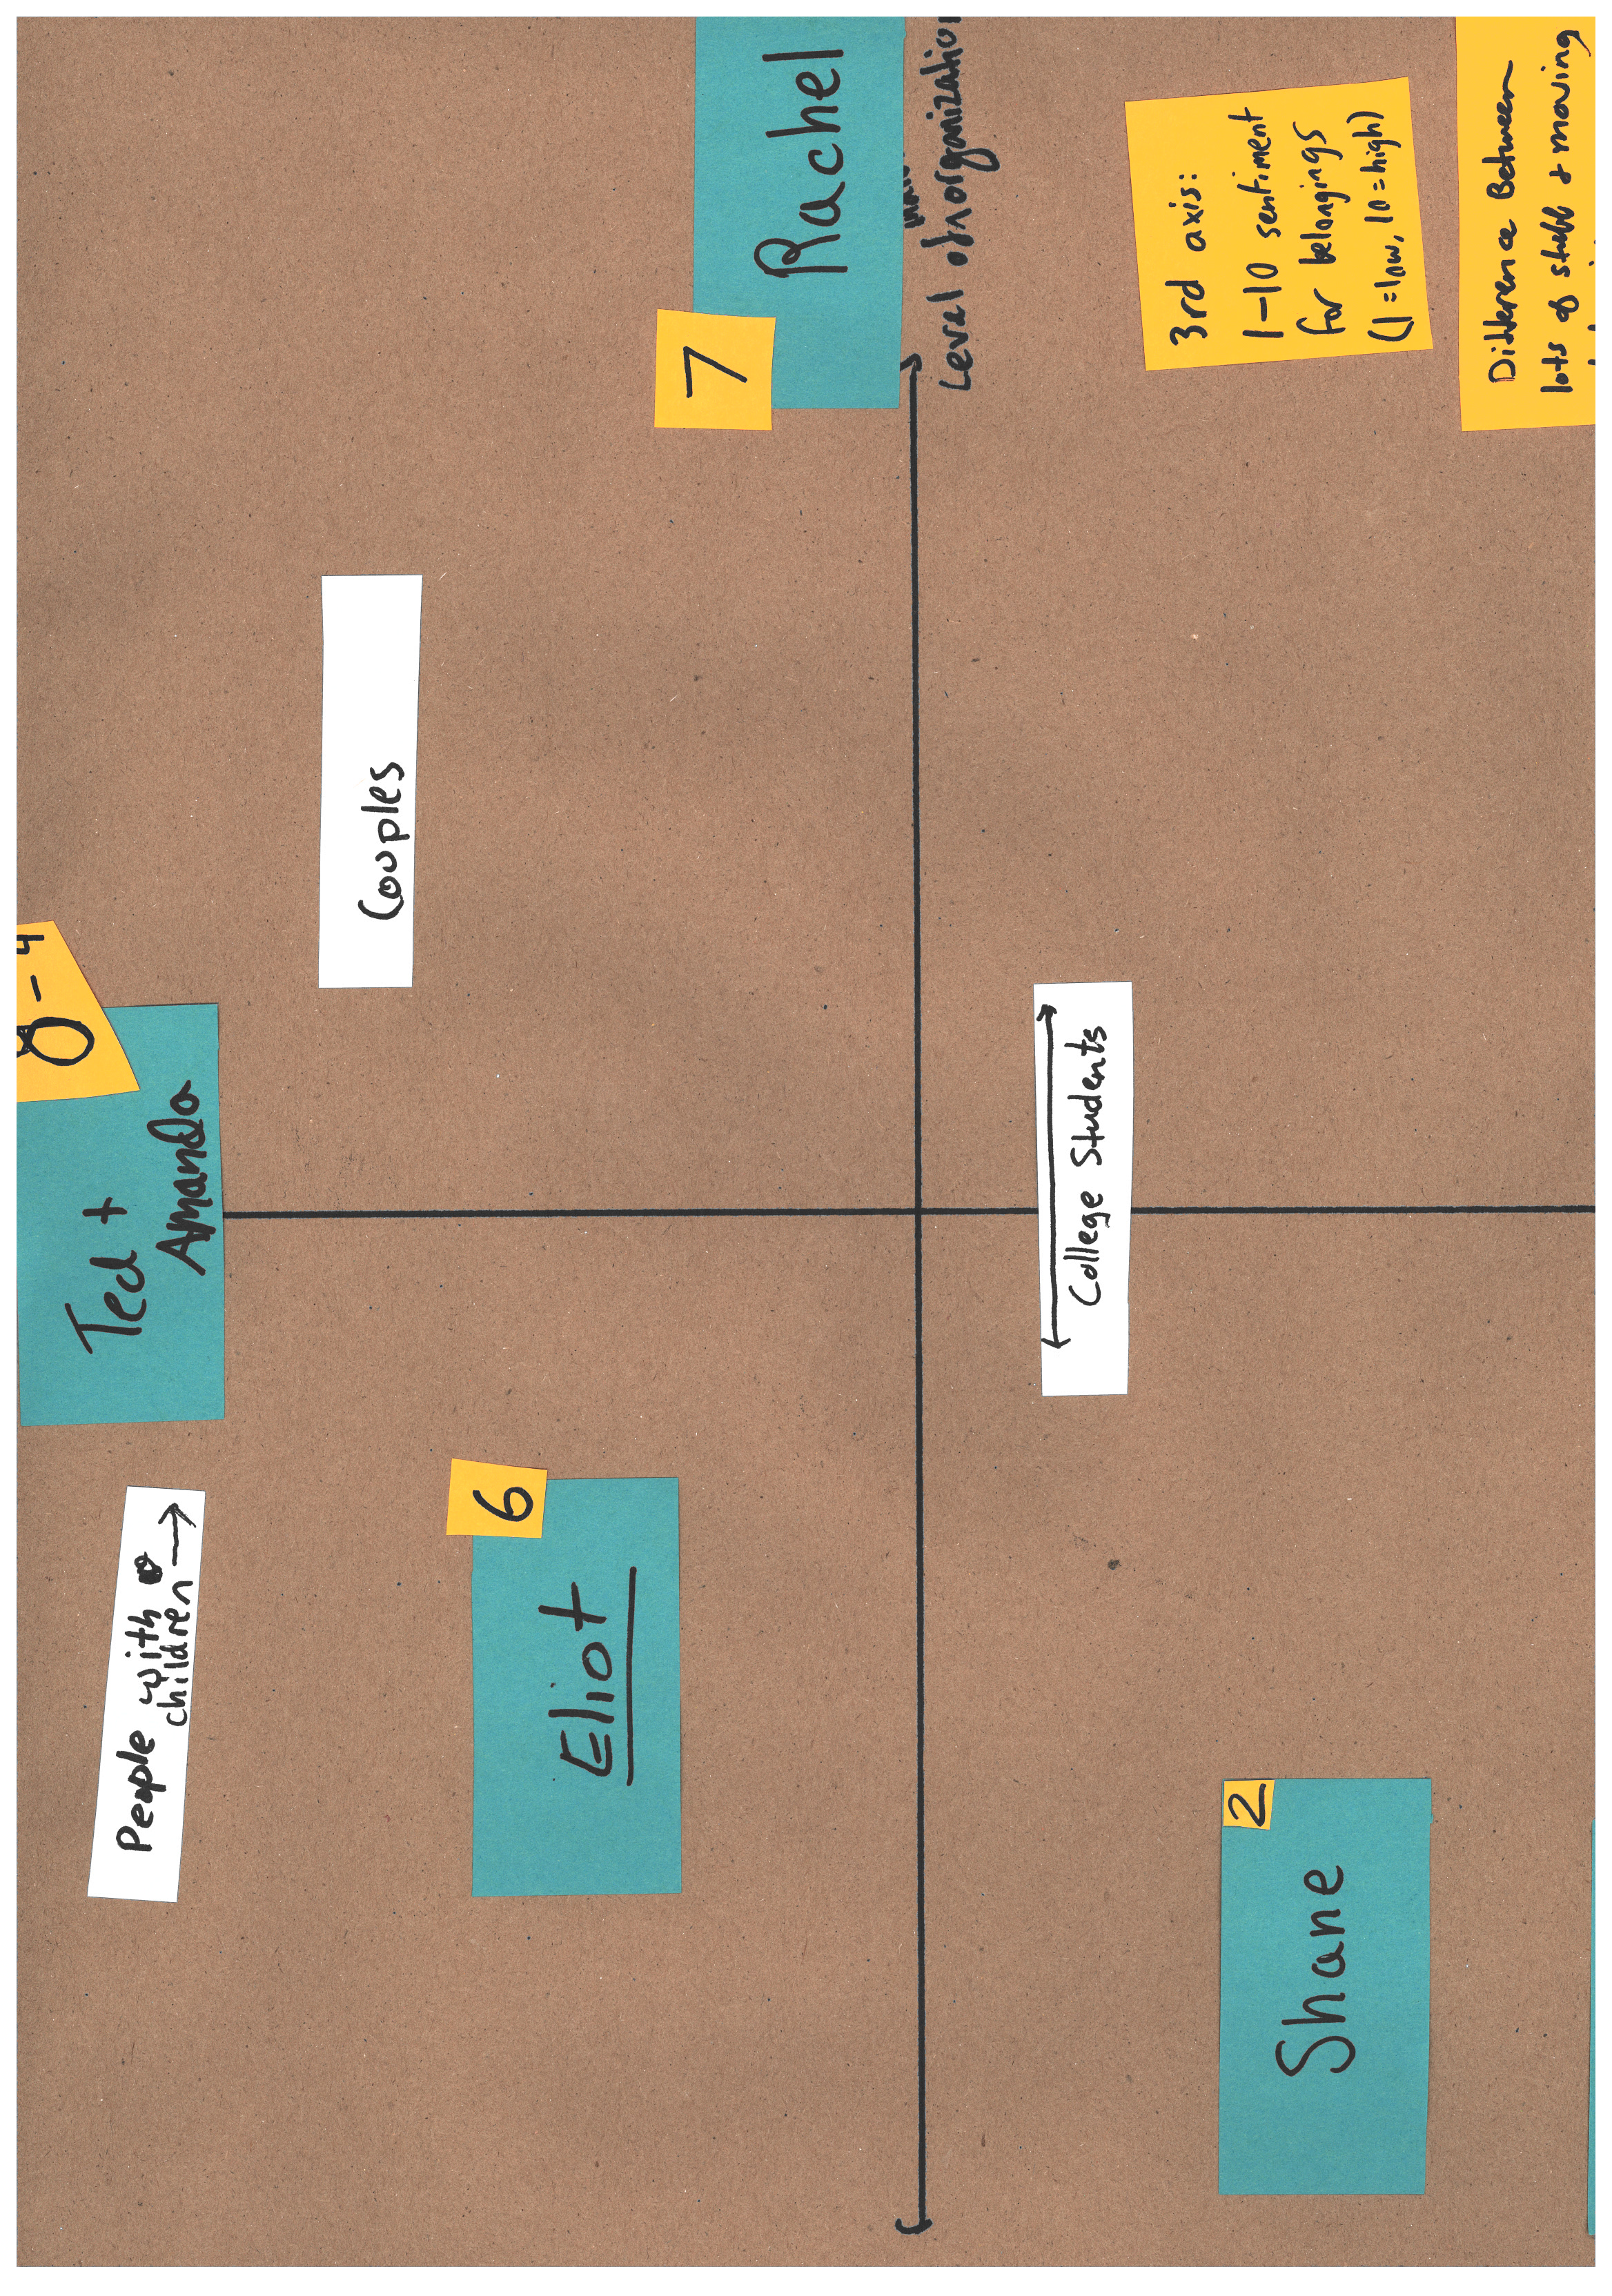 8-4
Ted +
Amanda
People with
children →
Couples
6
Eliot
7
Rachel
Level of organization
College Students
2
Shane
3rd axis:
1-10 sentiment
for belongings
(1=low, 10=high)
Difference Between
lots of stuff + moving